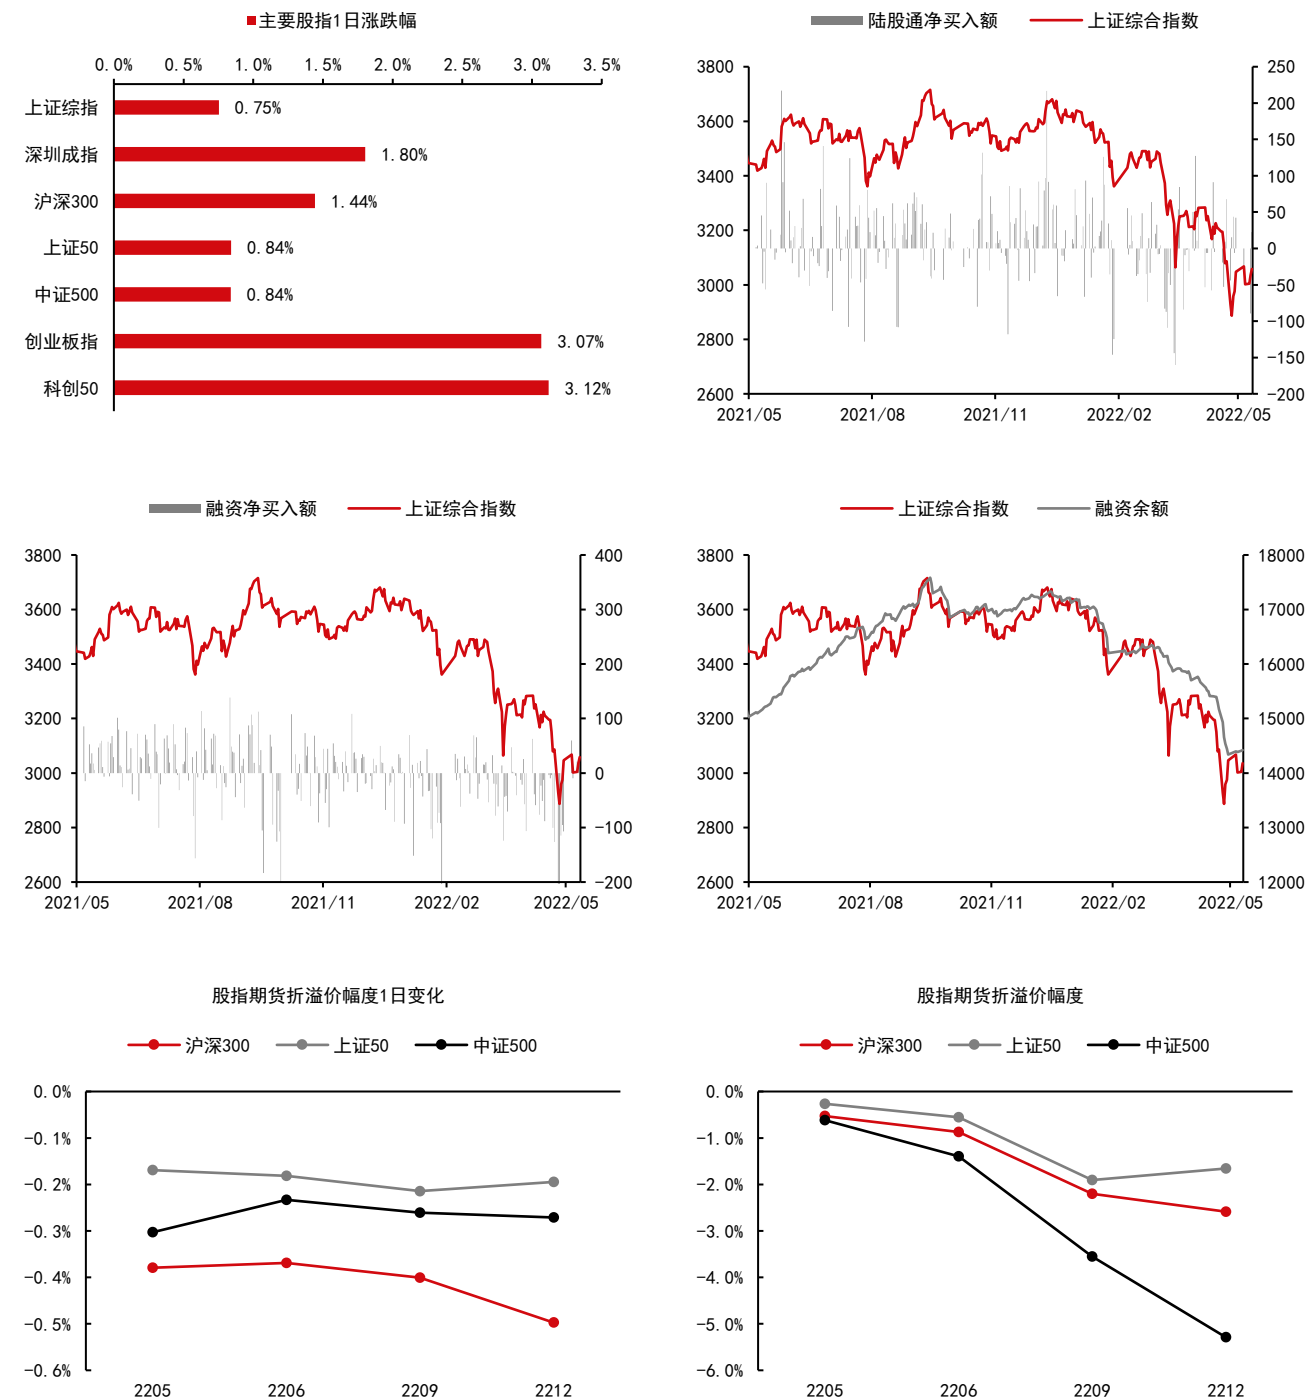 主要股指1日涨跌幅
0.0% 0.5% 1.0% 1.5% 2.0% 2.5% 3.0% 3.5%
上证综指 0.75%
深圳成指 1.80%
沪深300 1.44%
上证50 0.84%
中证500 0.84%
创业板指 3.07%
科创50 3.12%
陆股通净买入额 上证综合指数
3800 250
200
3600 150
3400 100
50
3200 0
3000 -50
-100
2800 -150
2600 -200
2021/05 2021/08 2021/11 2022/02 2022/05
融资净买入额 上证综合指数
3800 400
3600 300
3400 200
3200 100
3000 0
2800 -100
2600 -200
2021/05 2021/08 2021/11 2022/02 2022/05
上证综合指数 融资余额
3800 18000
3600 17000
3400 16000
3200 15000
3000 14000
2800 13000
2600 12000
2021/05 2021/08 2021/11 2022/02 2022/05
股指期货折溢价幅度1日变化
沪深300 上证50 中证500
0.0%
-0.1%
-0.2%
-0.3%
-0.4%
-0.5%
-0.6%
2205 2206 2209 2212
股指期货折溢价幅度
沪深300 上证50 中证500
0.0%
-1.0%
-2.0%
-3.0%
-4.0%
-5.0%
-6.0%
2205 2206 2209 2212